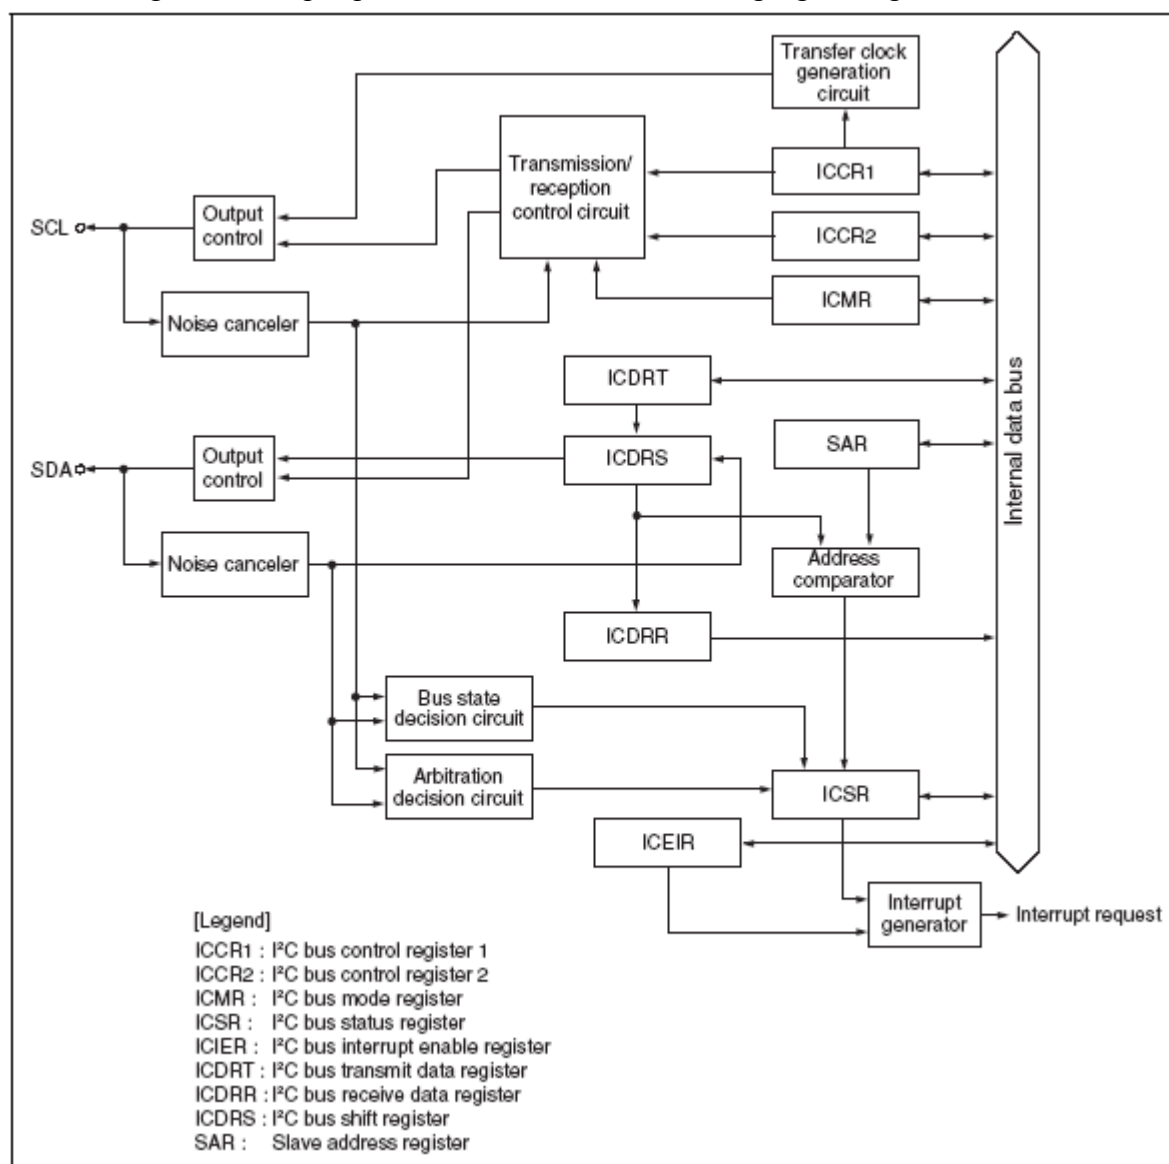 Transfer clock
generation
circuit
Transmission/
reception
control circuit
ICCR1
SCL
Output
control
ICCR2
ICMR
Noise canceler
ICDRT
Internal data bus
SDA
Output
control
ICDRS
SAR
Noise canceler
Address
comparator
ICDRR
Bus state
decision circuit
Arbitration
decision circuit
ICSR
ICEIR
Interrupt
generator
Interrupt request
[Legend]
ICCR1 : I²C bus control register 1
ICCR2 : I²C bus control register 2
ICMR : I²C bus mode register
ICSR : I²C bus status register
ICIER : I²C bus interrupt enable register
ICDRT : I²C bus transmit data register
ICDRR : I²C bus receive data register
ICDRS : I²C bus shift register
SAR : Slave address register